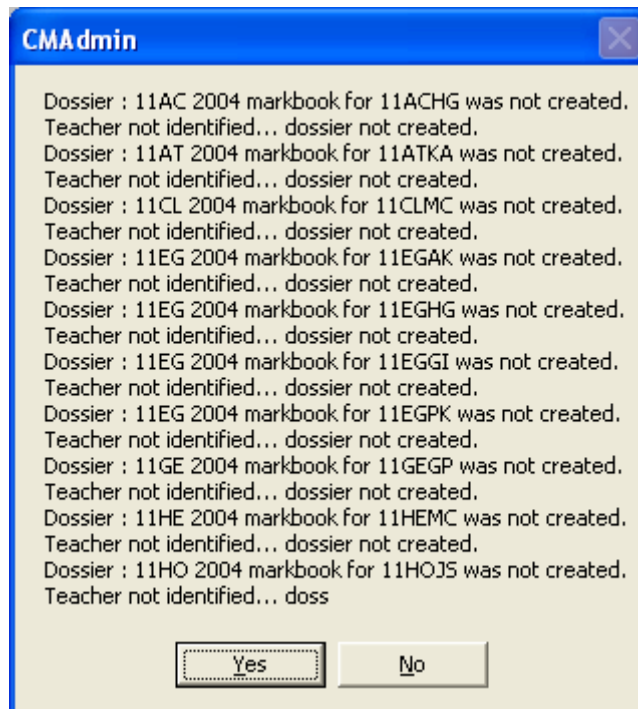 CMAdmin
Dossier : 11AC 2004 markbook for 11ACHG was not created.
Teacher not identified... dossier not created.
Dossier : 11AT 2004 markbook for 11ATKA was not created.
Teacher not identified... dossier not created.
Dossier : 11CL 2004 markbook for 11CLMC was not created.
Teacher not identified... dossier not created.
Dossier : 11EG 2004 markbook for 11EGAK was not created.
Teacher not identified... dossier not created.
Dossier : 11EG 2004 markbook for 11EGHG was not created.
Teacher not identified... dossier not created.
Dossier : 11EG 2004 markbook for 11EGGI was not created.
Teacher not identified... dossier not created.
Dossier : 11EG 2004 markbook for 11EGPK was not created.
Teacher not identified... dossier not created.
Dossier : 11GE 2004 markbook for 11GEGP was not created.
Teacher not identified... dossier not created.
Dossier : 11HE 2004 markbook for 11HEMC was not created.
Teacher not identified... dossier not created.
Dossier : 11HO 2004 markbook for 11HOJS was not created.
Teacher not identified... doss
Yes No